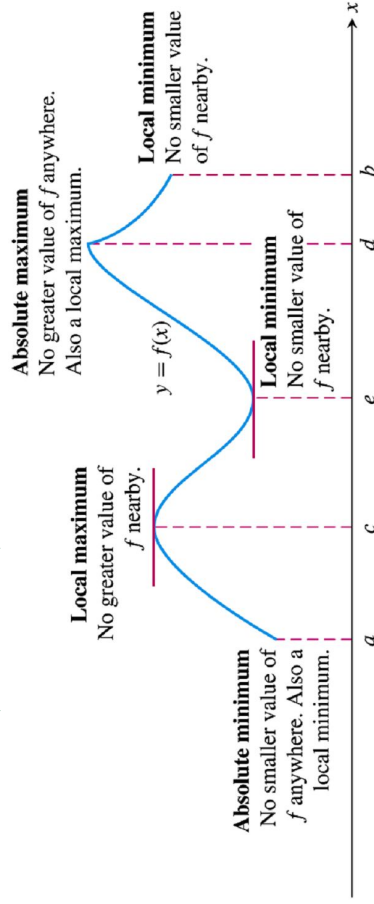 Absolute maximum
No greater value of f anywhere.
Also a local maximum.
Local maximum
No greater value of
f nearby.
Local minimum
No smaller value
of f nearby.
y = f(x)
Absolute minimum
No smaller value of
f anywhere. Also a
local minimum.
Local minimum
No smaller value of
f nearby.
a
c
e
d
b
x